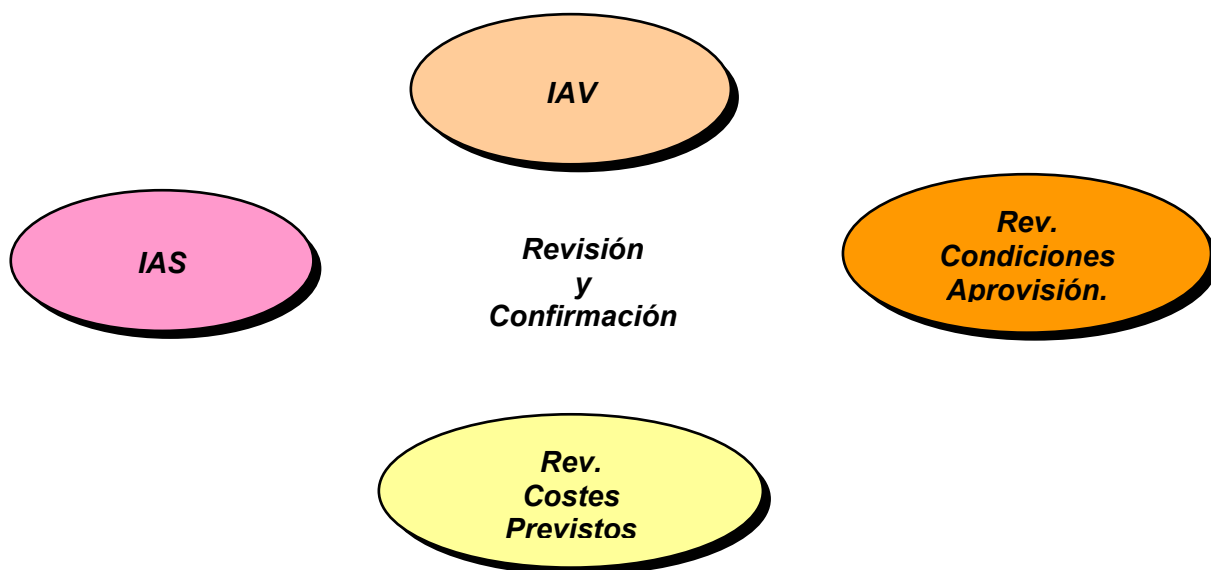 IAV
IAS
Revisión
y
Confirmación
Rev.
Condiciones
Aprovisión.
Rev.
Costes
Previstos